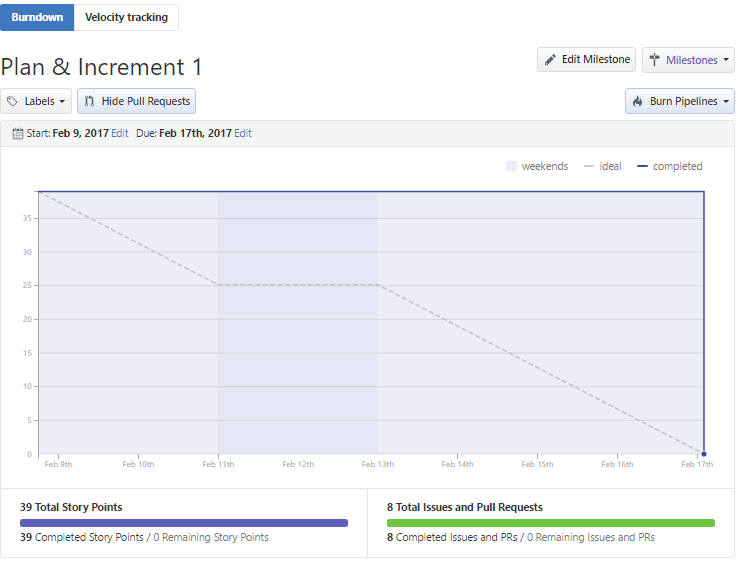 Burndown Velocity tracking
Plan & Increment 1
Edit Milestone Milestones
Labels Hide Pull Requests Burn Pipelines
Start: Feb 9, 2017 Edit Due: Feb 17th, 2017 Edit
weekends ideal completed
35
30
25
20
15
10
5
0
Feb 9th Feb 10th Feb 11th Feb 12th Feb 13th Feb 14th Feb 15th Feb 16th Feb 17th
39 Total Story Points
39 Completed Story Points / 0 Remaining Story Points
8 Total Issues and Pull Requests
8 Completed Issues and PRs / 0 Remaining Issues and PRs